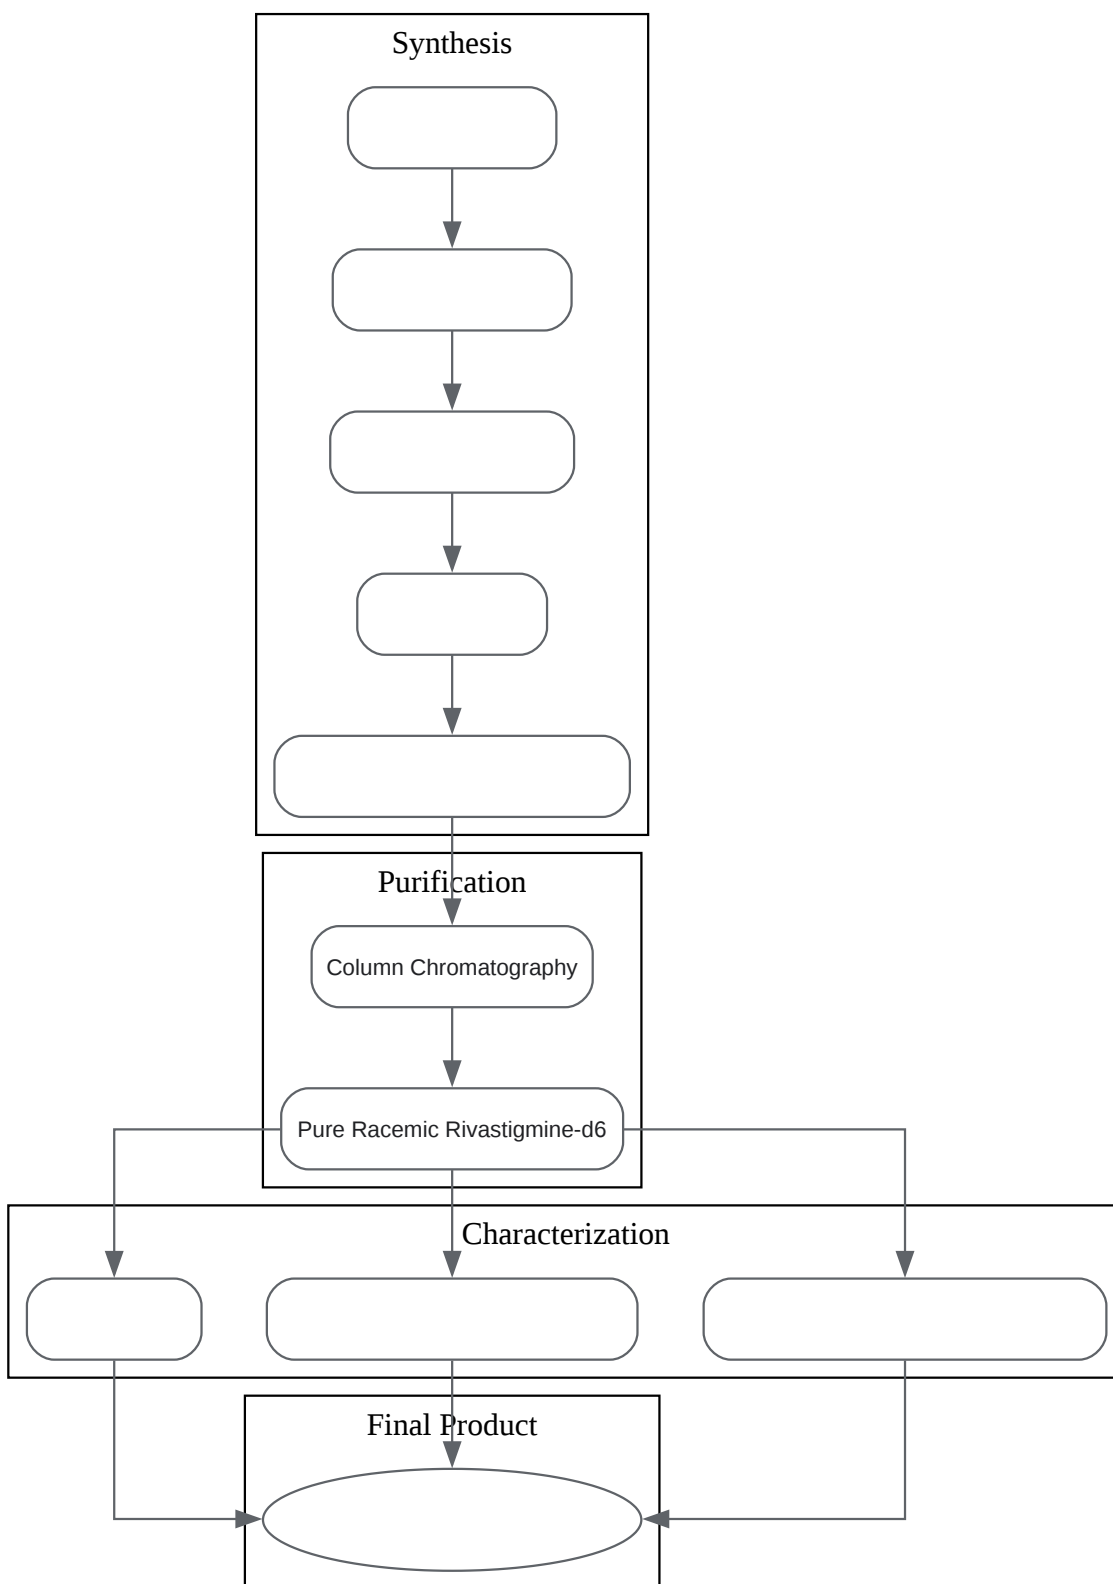 Synthesis
Purification
Column Chromatography
Pure Racemic Rivastigmine-d6
Characterization
Final Product